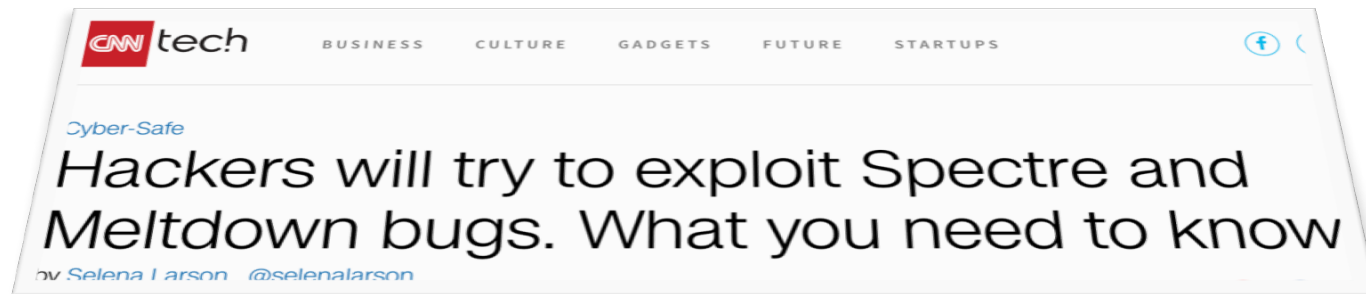 CNN tech BUSINESS CULTURE GADGETS FUTURE STARTUPS
Cyber-Safe
Hackers will try to exploit Spectre and
Meltdown bugs. What you need to know
by Selena Larson @selenalarson